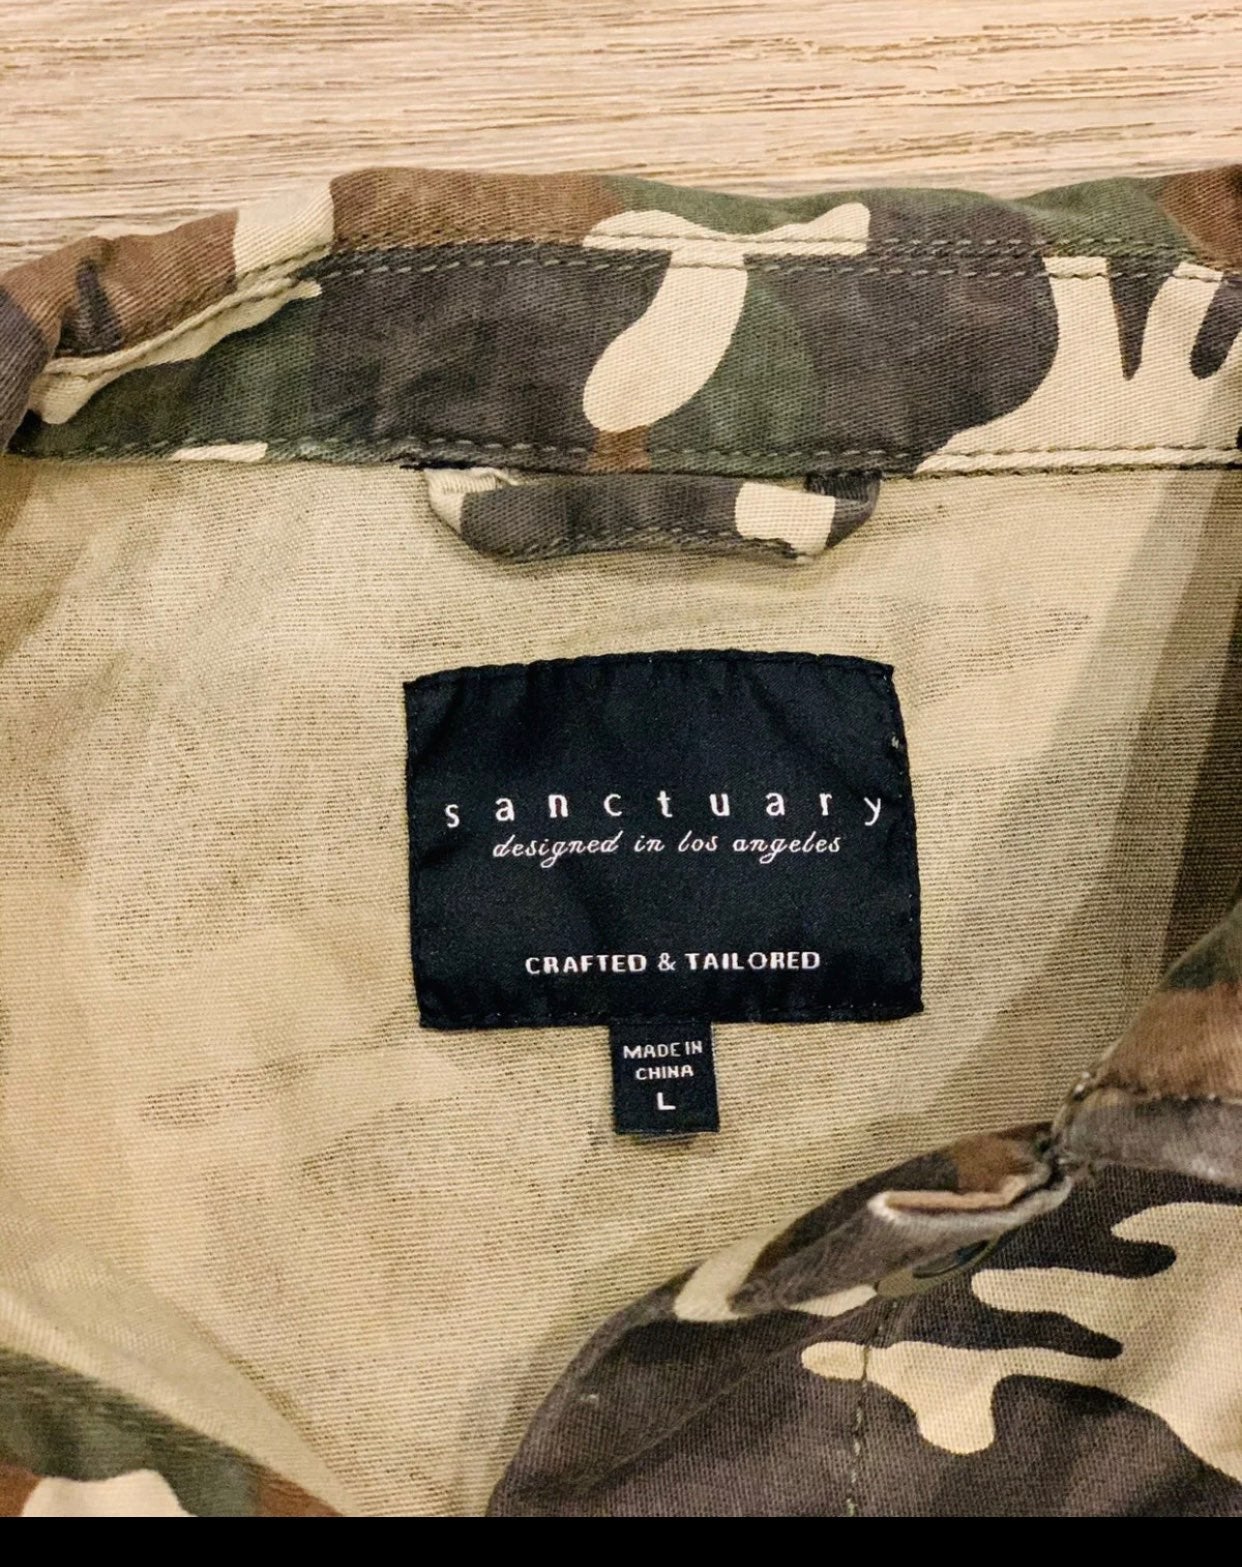 sanctuary
designed in los angeles
CRAFTED & TAILORED
MADE IN
CHINA
L